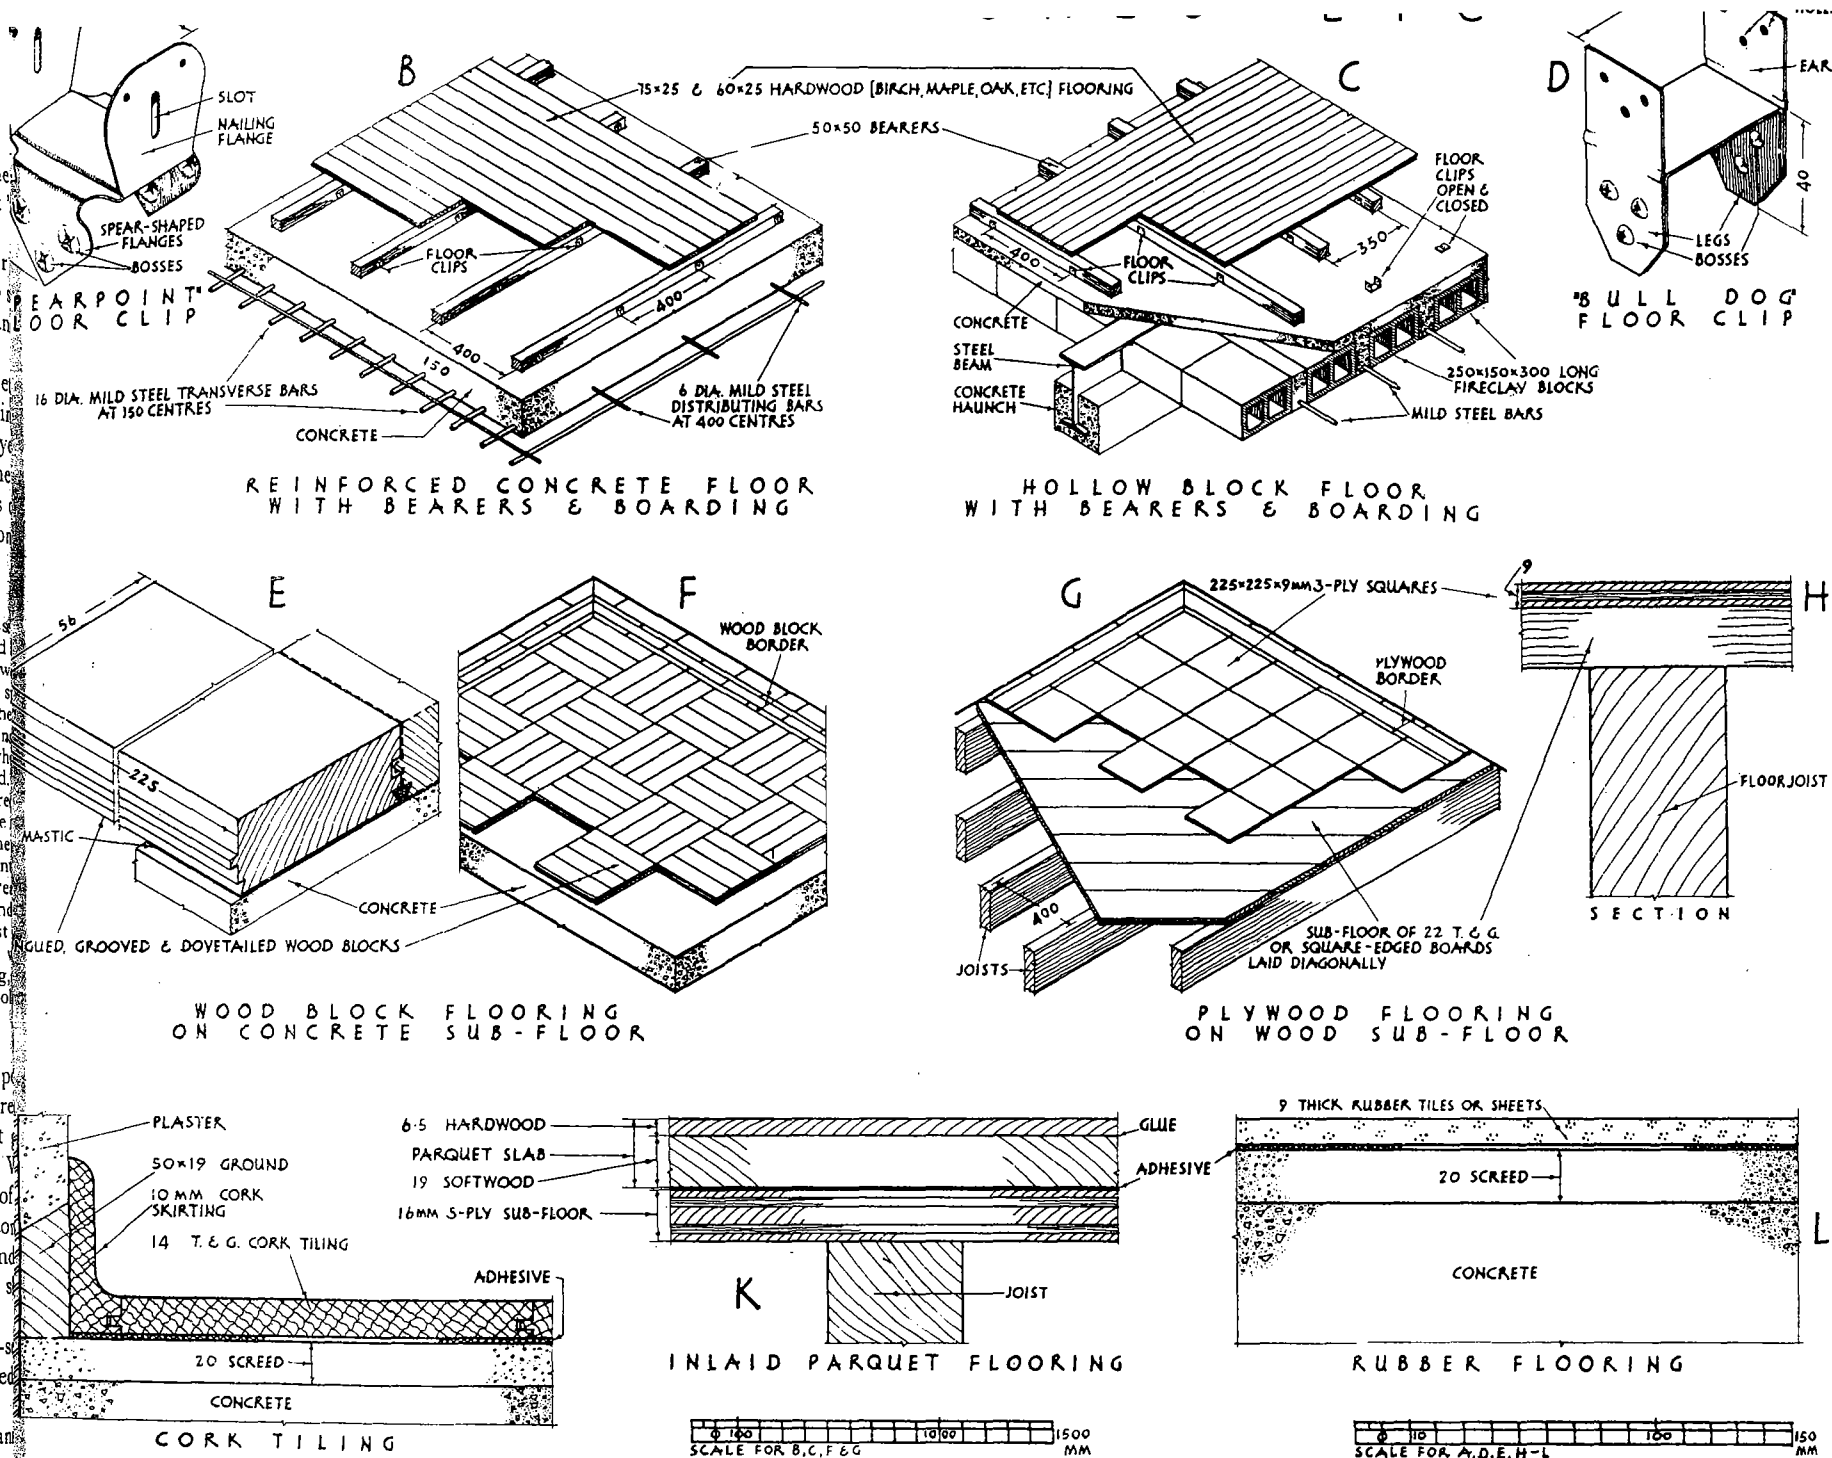 B
C
D
SLOT
NAILING
FLANGE
SPEAR-SHAPED
FLANGES
BOSSES
PEARPOINT"
LOOR CLIP
75×25 & 60×25 HARDWOOD [BIRCH, MAPLE, OAK, ETC.] FLOORING
50×50 BEARERS
FLOOR
CLIPS
400
400
150
16 DIA. MILD STEEL TRANSVERSE BARS
AT 150 CENTRES
CONCRETE
6 DIA. MILD STEEL
DISTRIBUTING BARS
AT 400 CENTRES
REINFORCED CONCRETE FLOOR
WITH BEARERS & BOARDING
FLOOR
CLIPS
OPEN &
CLOSED
350
400
FLOOR
CLIPS
CONCRETE
STEEL
BEAM
CONCRETE
HAUNCH
250×150×300 LONG
FIRECLAY BLOCKS
MILD STEEL BARS
HOLLOW BLOCK FLOOR
WITH BEARERS & BOARDING
EAR
40
LEGS
BOSSES
"BULL DOG"
FLOOR CLIP
E
56
225
MASTIC
CONCRETE
NGUED, GROOVED & DOVETAILED WOOD BLOCKS
F
WOOD BLOCK
BORDER
WOOD BLOCK FLOORING
ON CONCRETE SUB-FLOOR
G
225×225×9MM 3-PLY SQUARES
PLYWOOD
BORDER
400
JOISTS
SUB-FLOOR OF 22 T. & G.
OR SQUARE-EDGED BOARDS
LAID DIAGONALLY
PLYWOOD FLOORING
ON WOOD SUB-FLOOR
9
H
FLOOR JOIST
SECTION
PLASTER
50×19 GROUND
10 MM CORK
SKIRTING
14 T. & G. CORK TILING
ADHESIVE
20 SCREED
CONCRETE
CORK TILING
6·5 HARDWOOD
PARQUET SLAB
19 SOFTWOOD
16MM 5-PLY SUB-FLOOR
GLUE
ADHESIVE
K
JOIST
INLAID PARQUET FLOORING
9 THICK RUBBER TILES OR SHEETS
20 SCREED
L
CONCRETE
RUBBER FLOORING
0 100 1000 1500
SCALE FOR B, C, F & G MM
0 10 100 150
SCALE FOR A, D, E, H-L MM